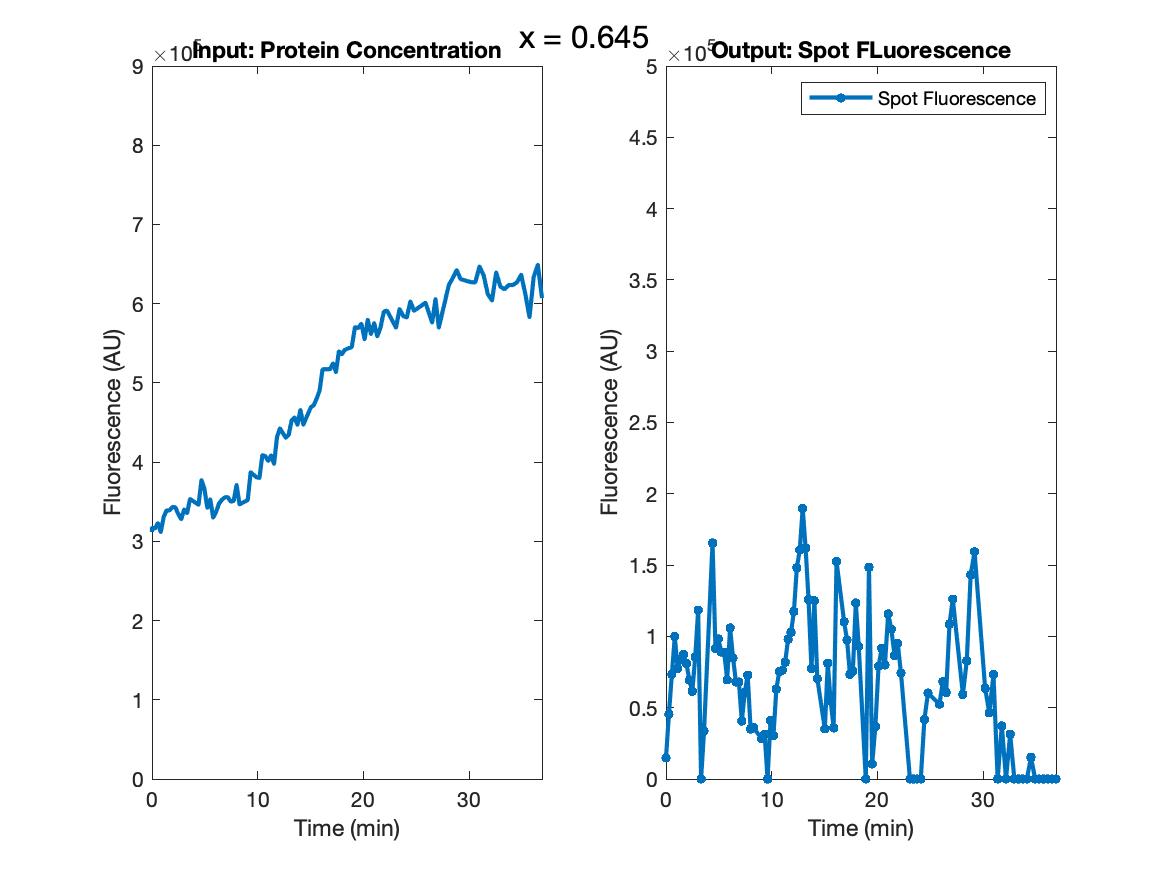 x = 0.645
×10⁵
Input: Protein Concentration
9
8
7
6
5
4
3
2
1
0
0 10 20 30
Time (min)
Fluorescence (AU)
×10⁵
Output: Spot FLuorescence
Spot Fluorescence
5
4.5
4
3.5
3
2.5
2
1.5
1
0.5
0
0 10 20 30
Time (min)
Fluorescence (AU)